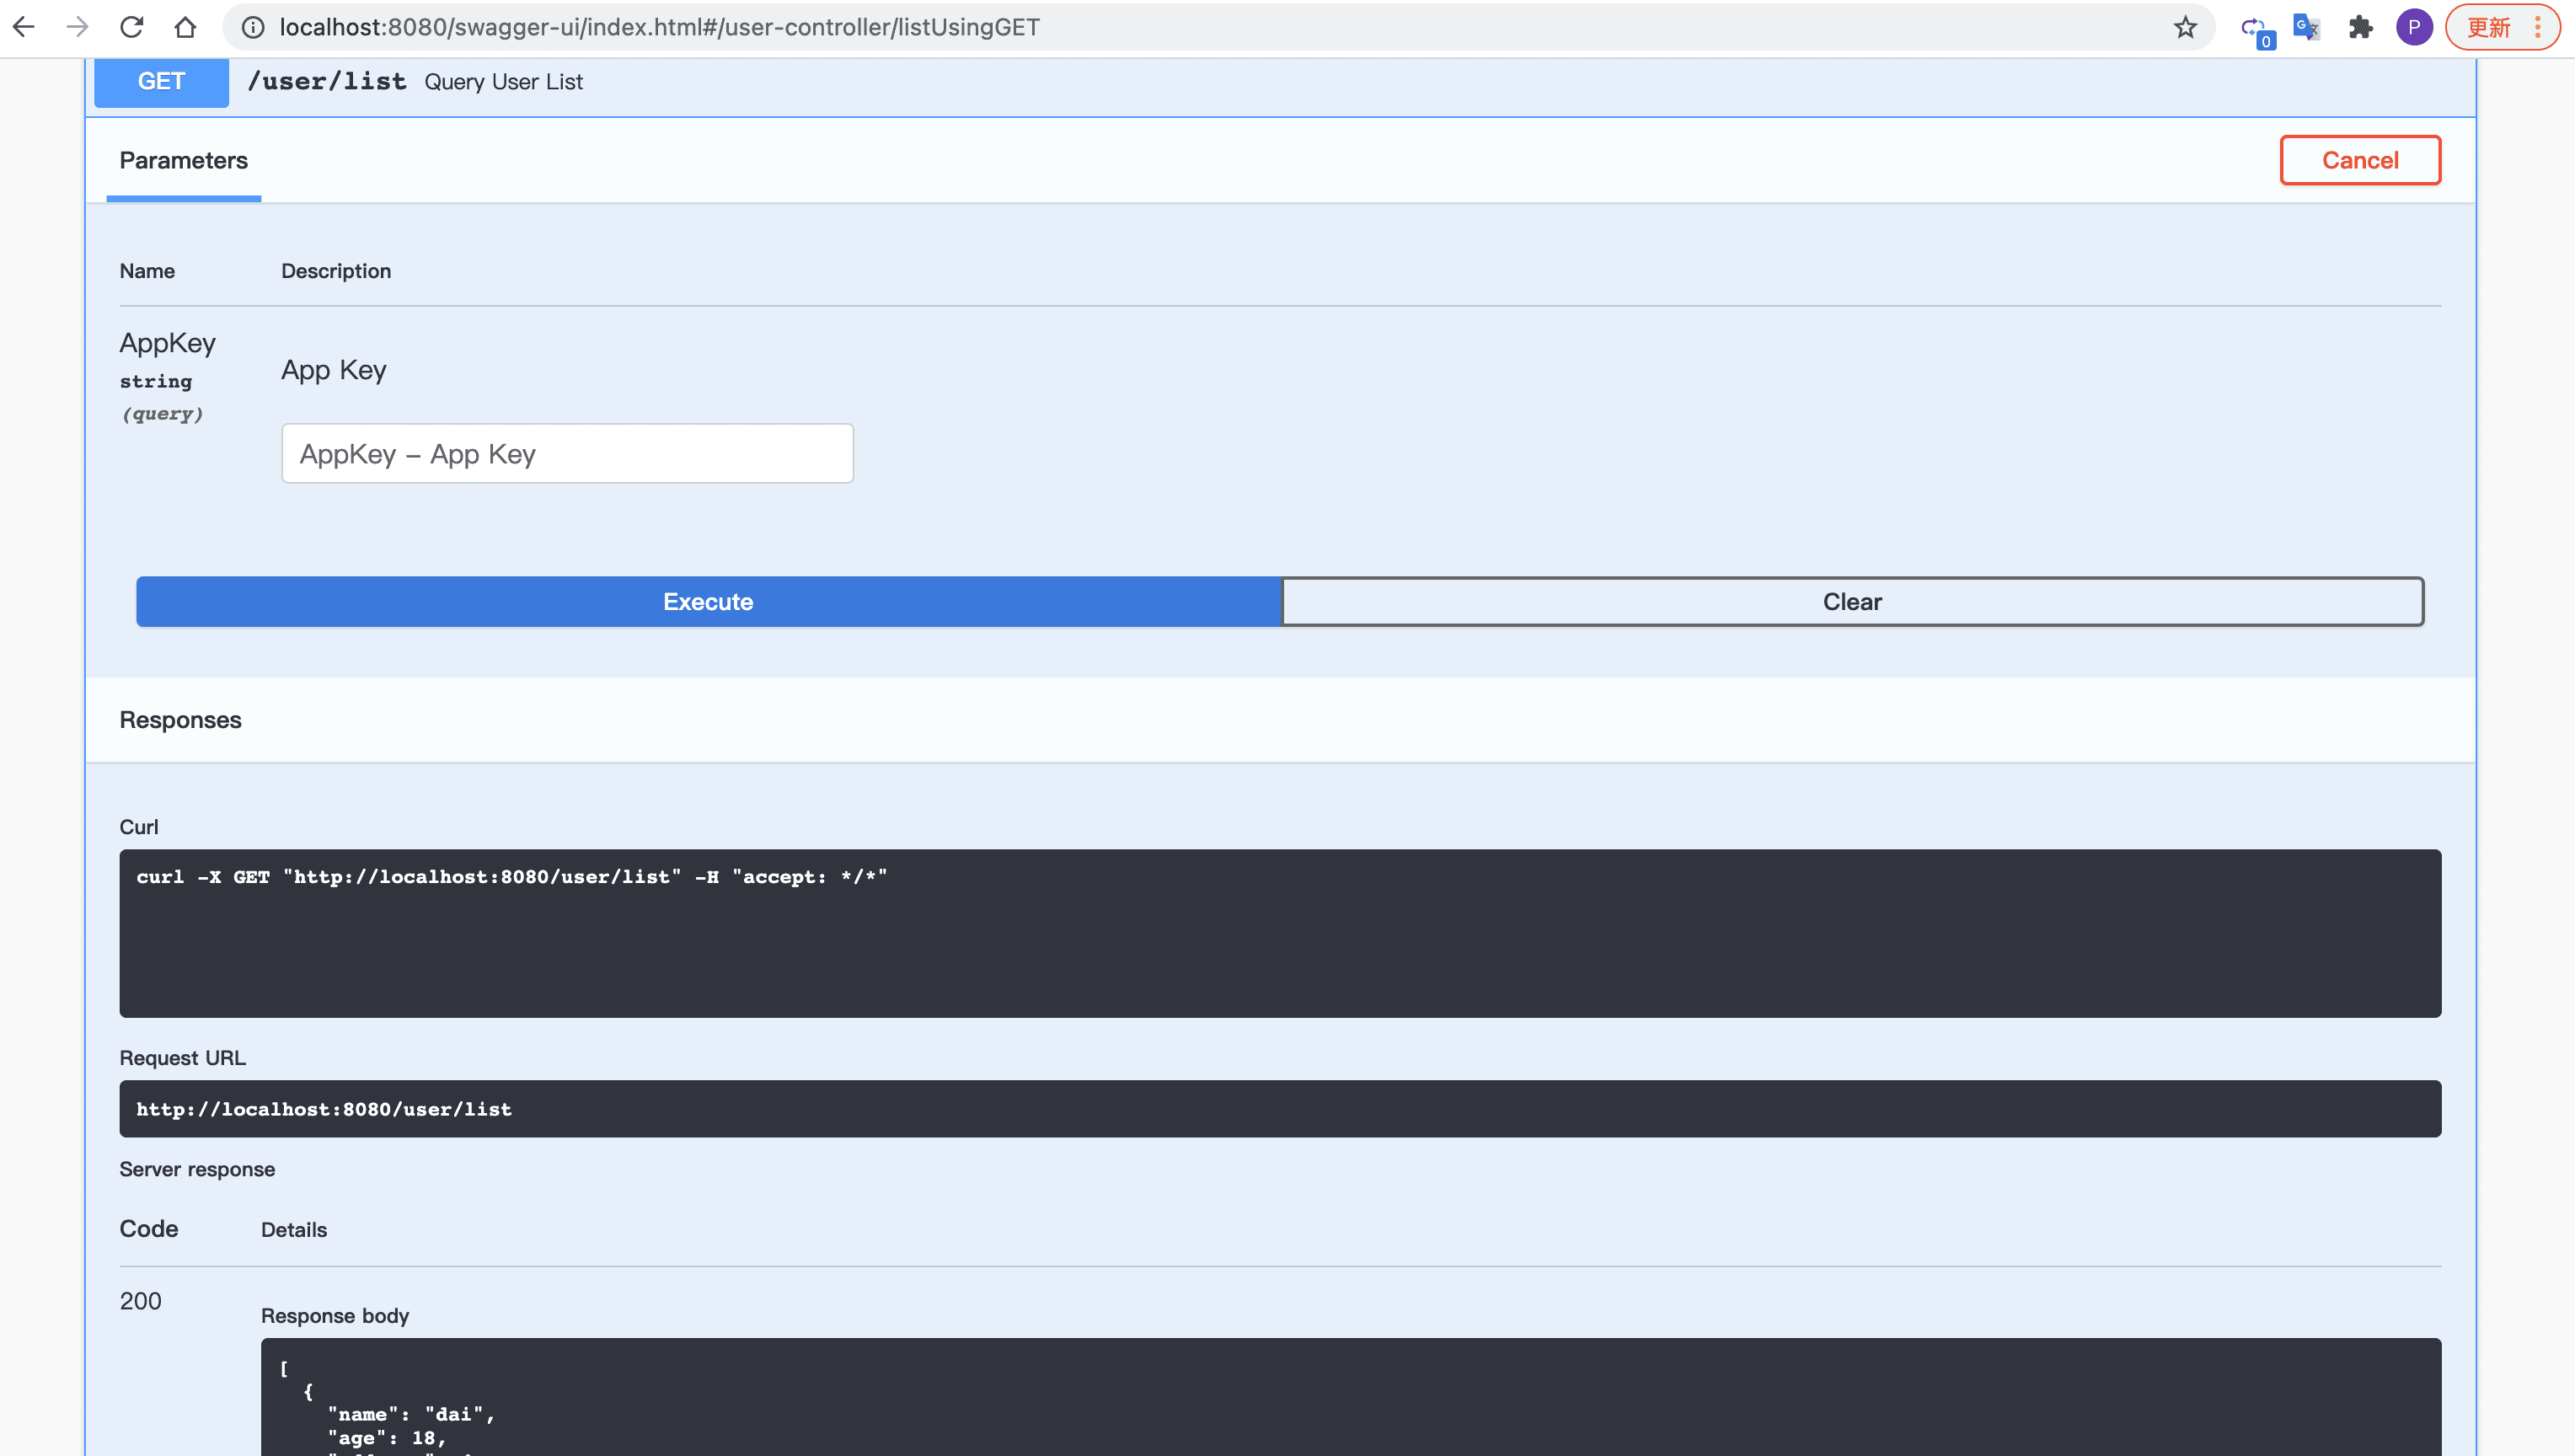 localhost:8080/swagger-ui/index.html#/user-controller/listUsingGET
0
P
更新
GET /user/list Query User List
Parameters
Cancel
Name Description
AppKey
string
(query)
App Key
AppKey – App Key
Execute
Clear
Responses
Curl
curl -X GET "http://localhost:8080/user/list" -H "accept: */*"
Request URL
http://localhost:8080/user/list
Server response
Code Details
200
Response body
[
{
"name": "dai",
"age": 18,